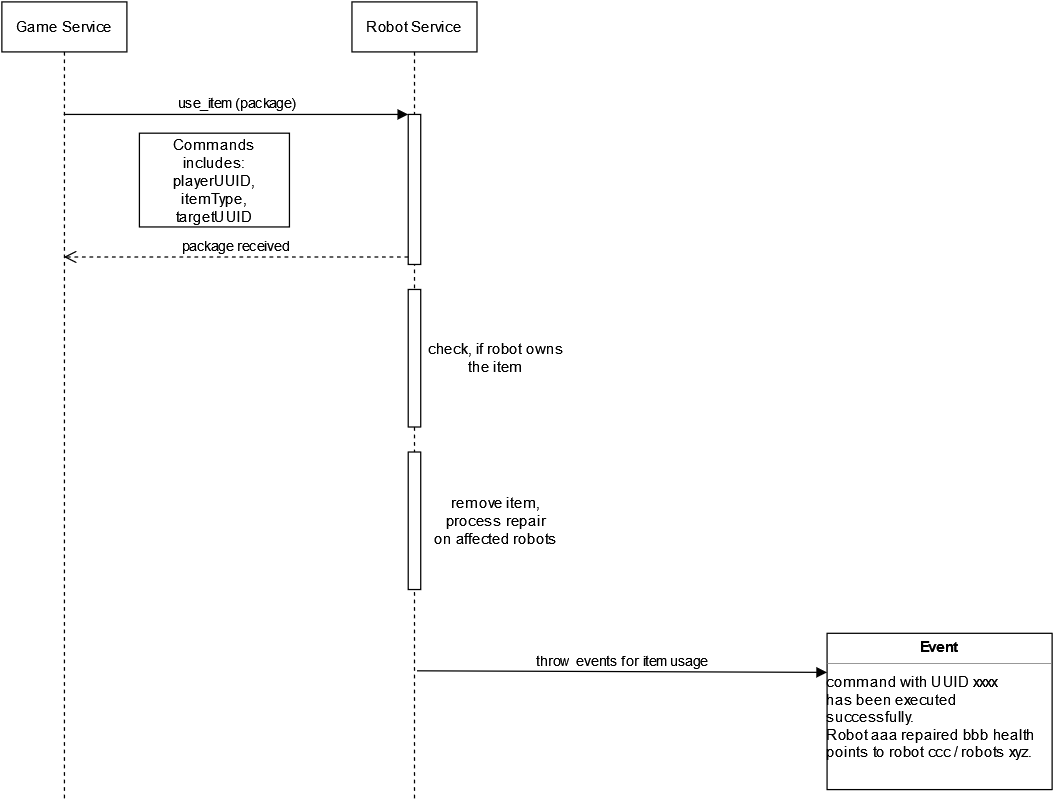 Game Service
Robot Service
use_item (package)
Commands
includes:
playerUUID,
itemType,
targetUUID
package received
check, if robot owns
the item
remove item,
process repair
on affected robots
throw events for item usage
Event
command with UUID xxxx
has been executed
successfully.
Robot aaa repaired bbb health
points to robot ccc / robots xyz.